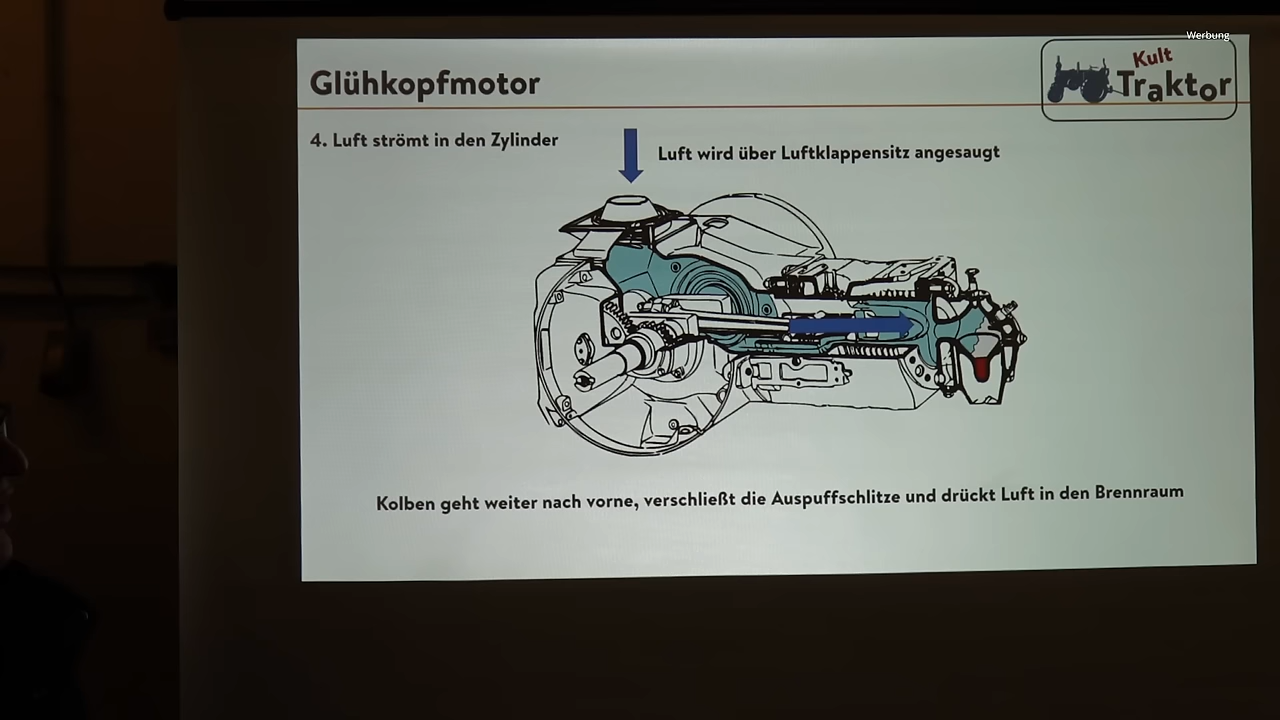 Werbung
Glühkopfmotor
Kult
Traktor
4. Luft strömt in den Zylinder
Luft wird über Luftklappensitz angesaugt
Kolben geht weiter nach vorne, verschließt die Auspuffschlitze und drückt Luft in den Brennraum